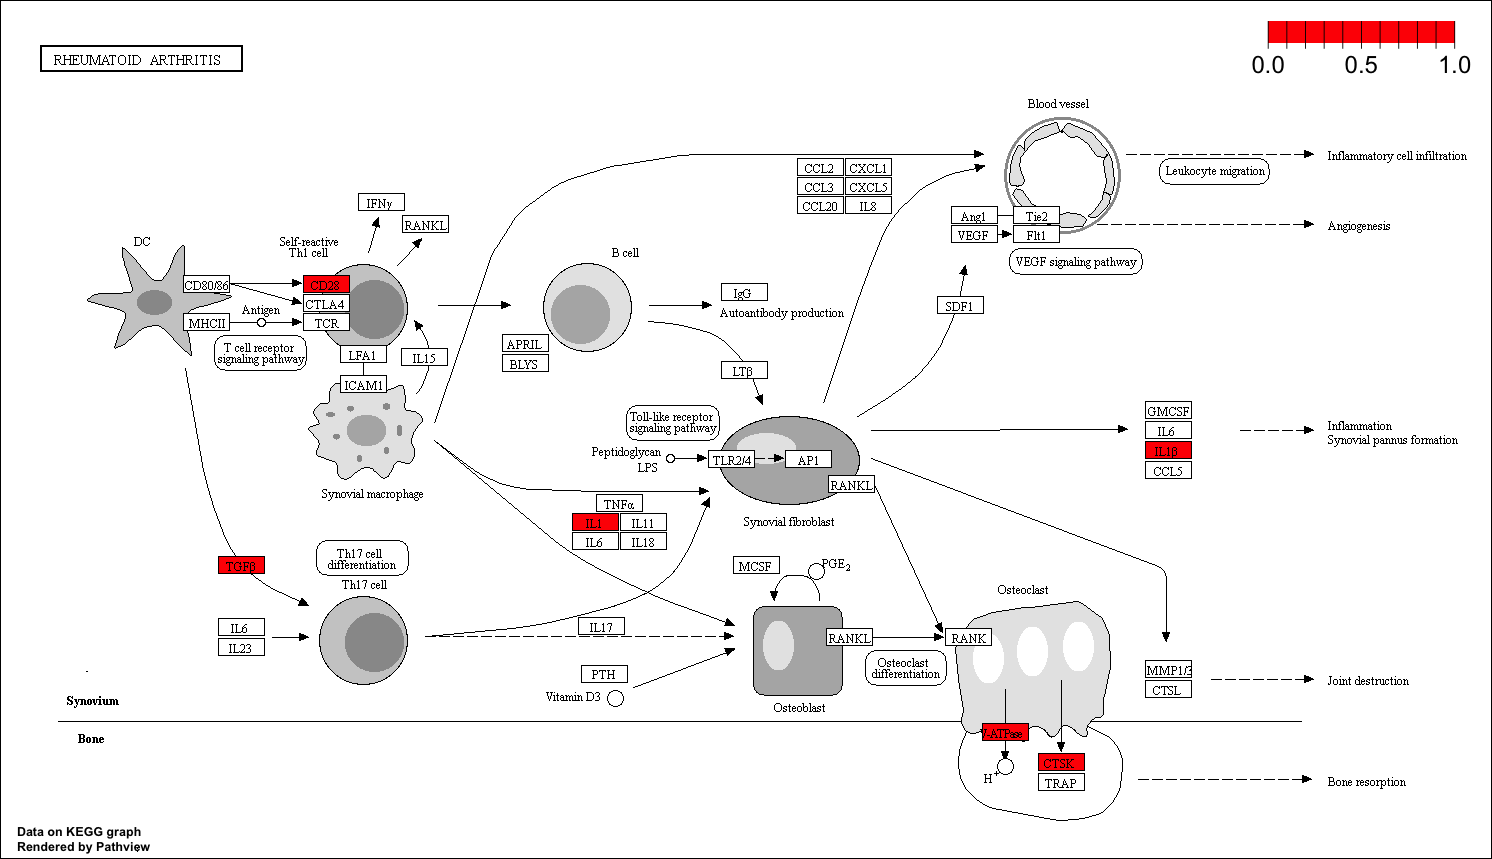 RHEUMATOID ARTHRITIS
0.0 0.5 1.0
Blood vessel
Inflammatory cell infiltration
Leukocyte migration
CCL2 CXCL1
CCL3 CXCL5
CCL20 IL8
IFNγ
RANKL
Ang1 Tie2
VEGF Flt1
Angiogenesis
VEGF signaling pathway
DC
Self-reactive
Th1 cell
B cell
CD80/86
CD28
CTLA4
Antigen
MHCII
TCR
IgG
Autoantibody production
SDF1
T cell receptor
signaling pathway
LFA1
IL15
ICAM1
APRIL
BLYS
LTβ
Toll-like receptor
signaling pathway
Peptidoglycan
LPS
TLR2/4
AP1
RANKL
GMCSF
IL6
IL1β
CCL5
Inflammation
Synovial pannus formation
Synovial macrophage
Synovial fibroblast
TNFα
IL1 IL11
IL6 IL18
TGFβ
Th17 cell
differentiation
Th17 cell
IL6
IL23
MCSF
PGE2
Osteoclast
IL17
RANKL
RANK
Osteoclast
differentiation
PTH
Vitamin D3
Osteoblast
MMP1/3
CTSL
Joint destruction
Synovium
Bone
V-ATPase
H+
CTSK
TRAP
Bone resorption
Data on KEGG graph
Rendered by Pathview